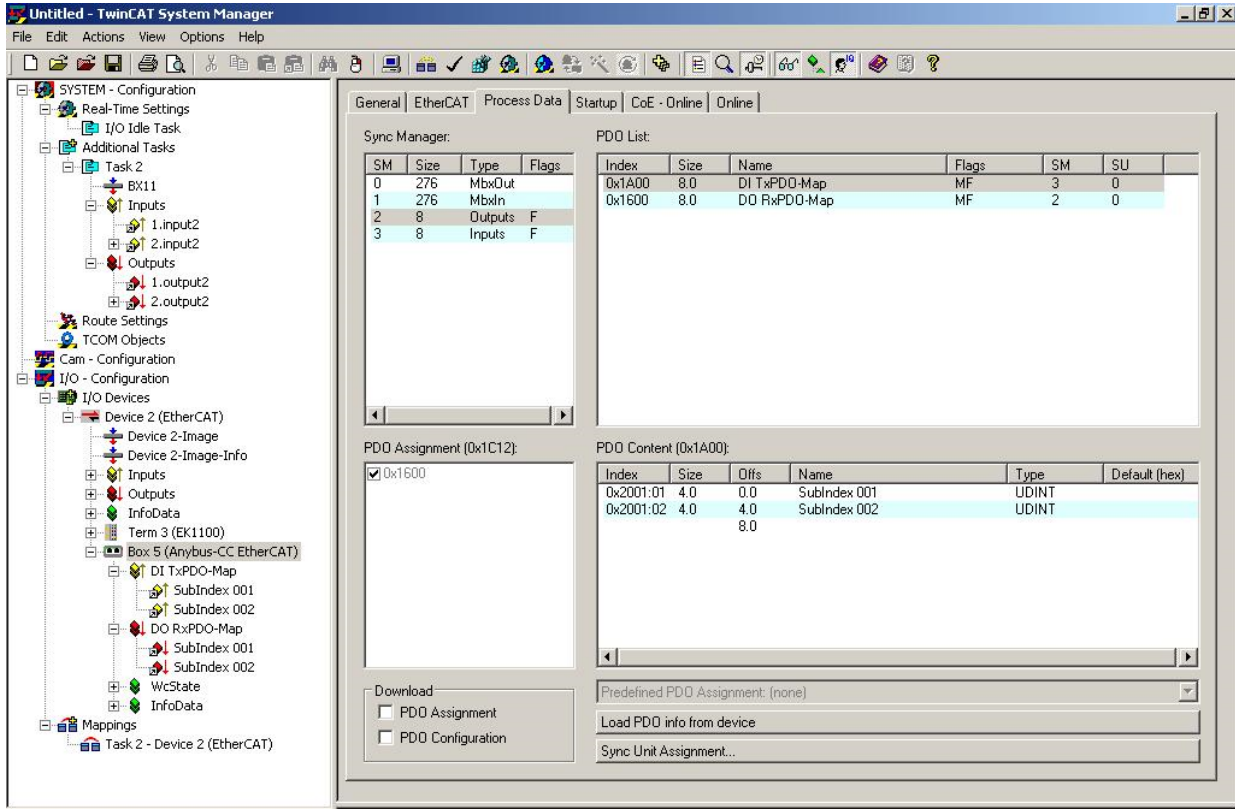 Untitled - TwinCAT System Manager
File Edit Actions View Options Help
SYSTEM - Configuration
Real-Time Settings
I/O Idle Task
Additional Tasks
Task 2
BX11
Inputs
1.input2
2.input2
Outputs
1.output2
2.output2
Route Settings
TCOM Objects
Cam - Configuration
I/O - Configuration
I/O Devices
Device 2 (EtherCAT)
Device 2-Image
Device 2-Image-Info
Inputs
Outputs
InfoData
Term 3 (EK1100)
Box 5 (Anybus-CC EtherCAT)
DI TxPDO-Map
SubIndex 001
SubIndex 002
DO RxPDO-Map
SubIndex 001
SubIndex 002
WcState
InfoData
Mappings
Task 2 - Device 2 (EtherCAT)
General EtherCAT Process Data Startup CoE - Online Online
Sync Manager:
SM Size Type Flags
0 276 MbxOut
1 276 MbxIn
2 8 Outputs F
3 8 Inputs F
PDO List:
Index Size Name Flags SM SU
0x1A00 8.0 DI TxPDO-Map MF 3 0
0x1600 8.0 DO RxPDO-Map MF 2 0
PDO Assignment (0x1C12):
0x1600
PDO Content (0x1A00):
Index Size Offs Name Type Default (hex)
0x2001:01 4.0 0.0 SubIndex 001 UDINT
0x2001:02 4.0 4.0 SubIndex 002 UDINT
8.0
Download
PDO Assignment
PDO Configuration
Predefined PDO Assignment: (none)
Load PDO info from device
Sync Unit Assignment...